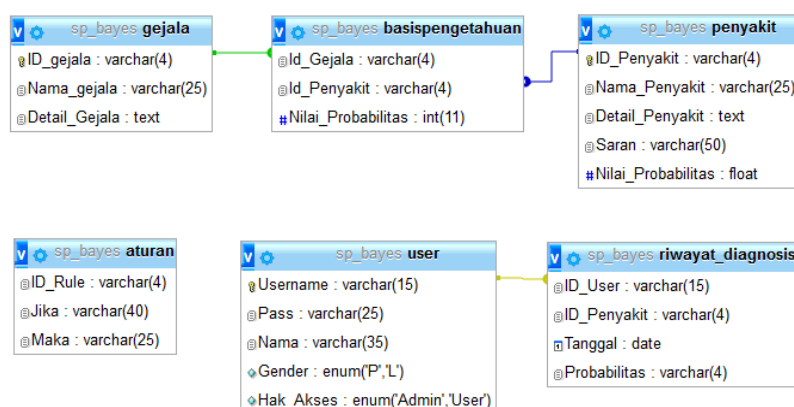 sp_bayes gejala
ID_gejala : varchar(4)
Nama_gejala : varchar(25)
Detail_Gejala : text
sp_bayes basispengetahuan
Id_Gejala : varchar(4)
Id_Penyakit : varchar(4)
#Nilai_Probabilitas : int(11)
sp_bayes penyakit
ID_Penyakit : varchar(4)
Nama_Penyakit : varchar(25)
Detail_Penyakit : text
Saran : varchar(50)
#Nilai_Probabilitas : float
sp_bayes aturan
ID_Rule : varchar(4)
Jika : varchar(40)
Maka : varchar(25)
sp_bayes user
Username : varchar(15)
Pass : varchar(25)
Nama : varchar(35)
Gender : enum('P','L')
Hak_Akses : enum('Admin','User')
sp_bayes riwayat_diagnosis
ID_User : varchar(15)
ID_Penyakit : varchar(4)
Tanggal : date
Probabilitas : varchar(4)